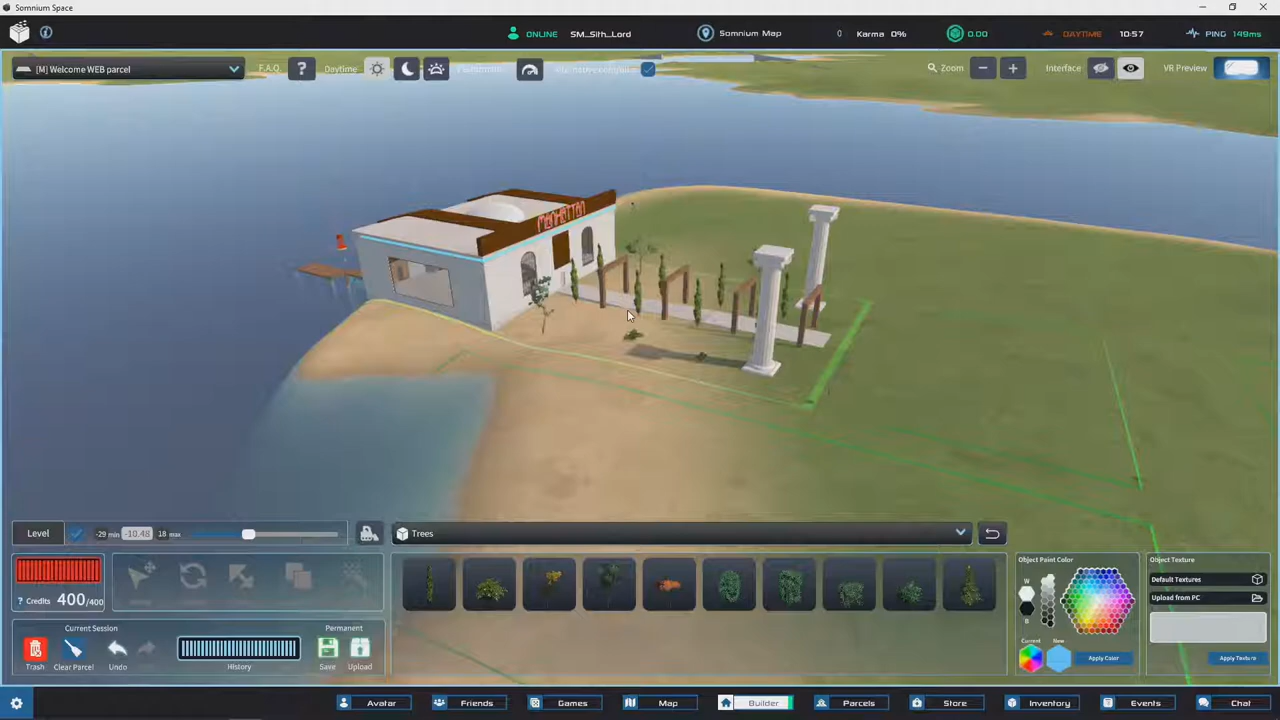 Somnium Space
ONLINE SM_Sith_Lord Somnium Map 0 Karma 0% 0.00 DAYTIME 10:57 PING 149ms
[M] Welcome WEB parcel F.A.Q. ? Daytime Zoom Interface VR Preview
MANHATTAN
Level -29 min -10.48 18 max Trees
? Credits 400/400
Object Paint Color
W
B
Current New
Apply Color
Object Texture
Default Textures
Upload from PC
Apply Texture
Current Session Permanent
Trash Clear Parcel Undo History Save Upload
Avatar Friends Games Map Builder Parcels Store Inventory Events Chat